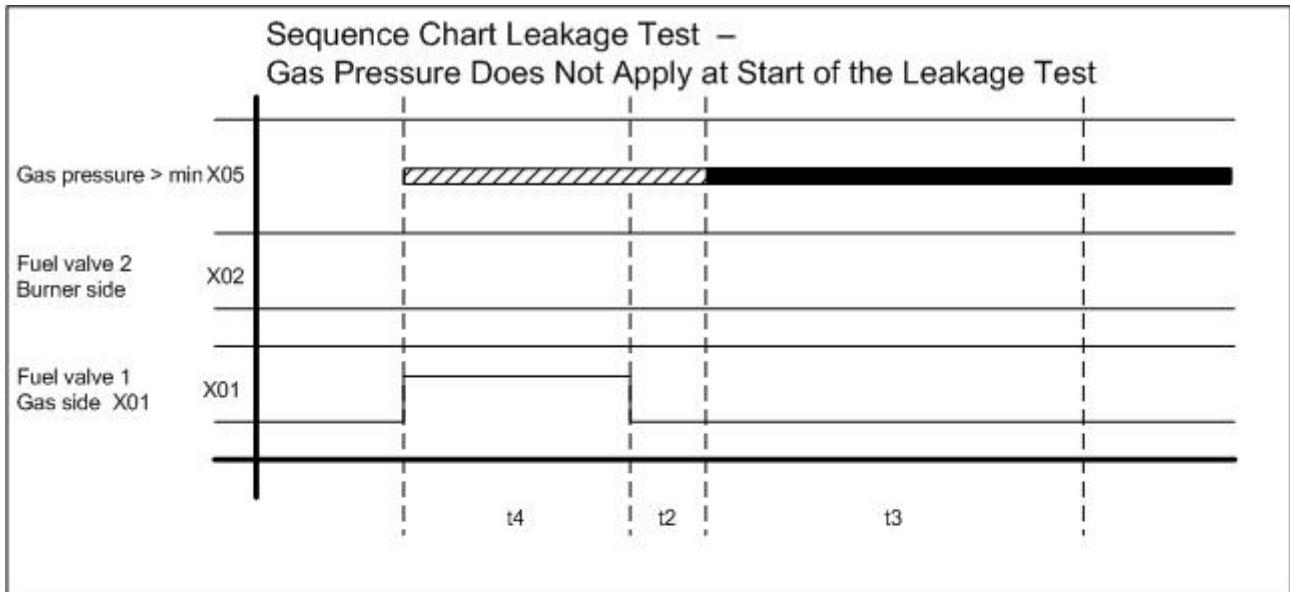 Sequence Chart Leakage Test –
Gas Pressure Does Not Apply at Start of the Leakage Test
Gas pressure > min X05
Fuel valve 2
Burner side
X02
Fuel valve 1
Gas side X01
X01
t4
t2
t3